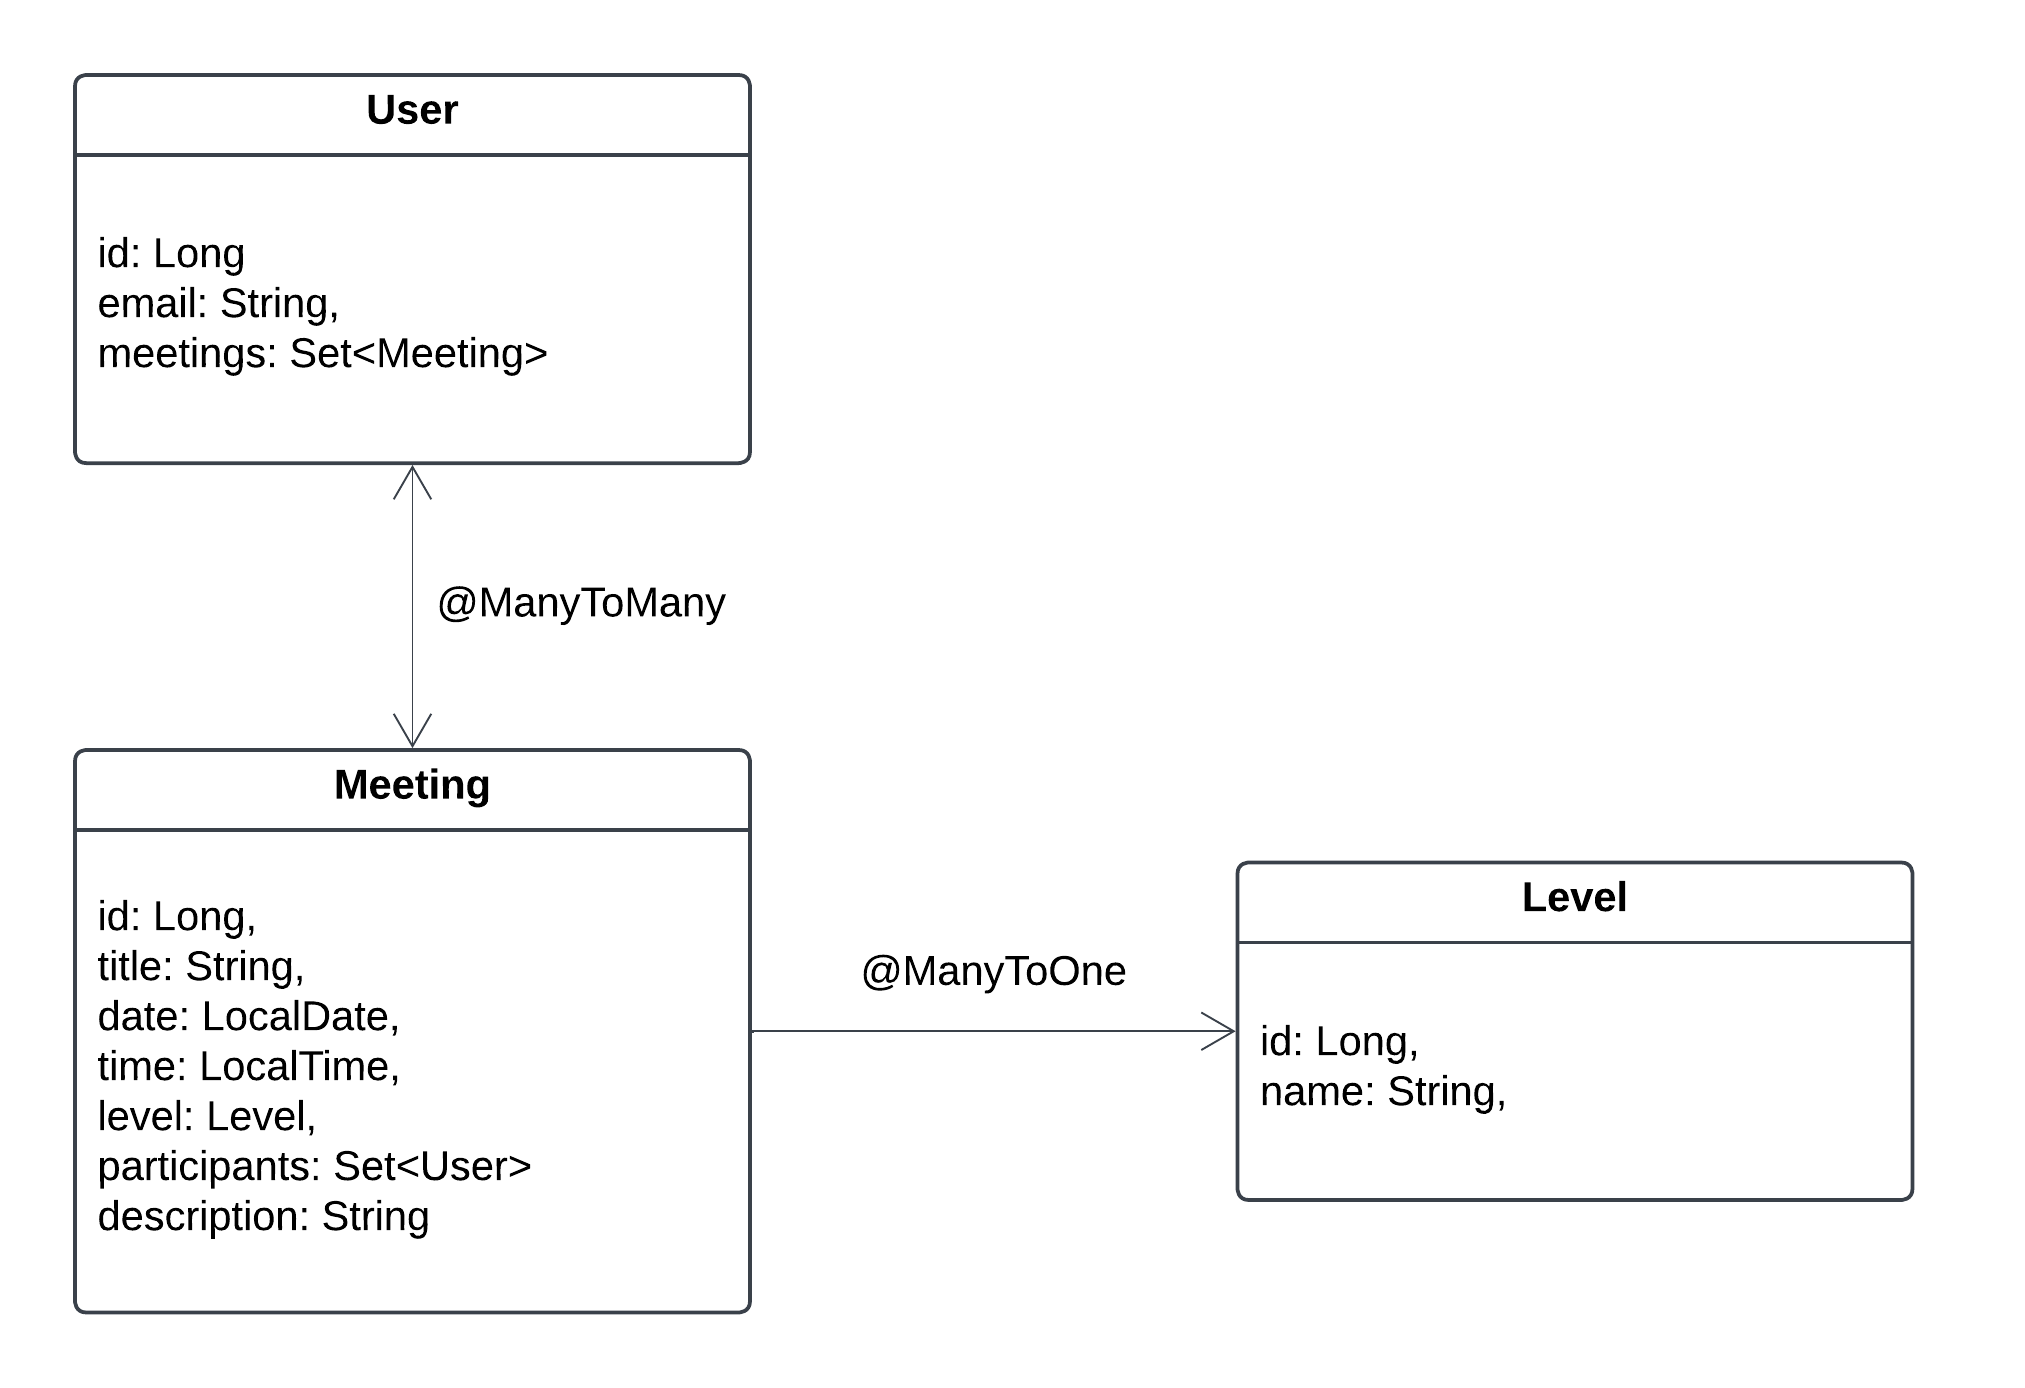 User
id: Long
email: String,
meetings: Set<Meeting>
@ManyToMany
Meeting
id: Long,
title: String,
date: LocalDate,
time: LocalTime,
level: Level,
participants: Set<User>
description: String
@ManyToOne
Level
id: Long,
name: String,